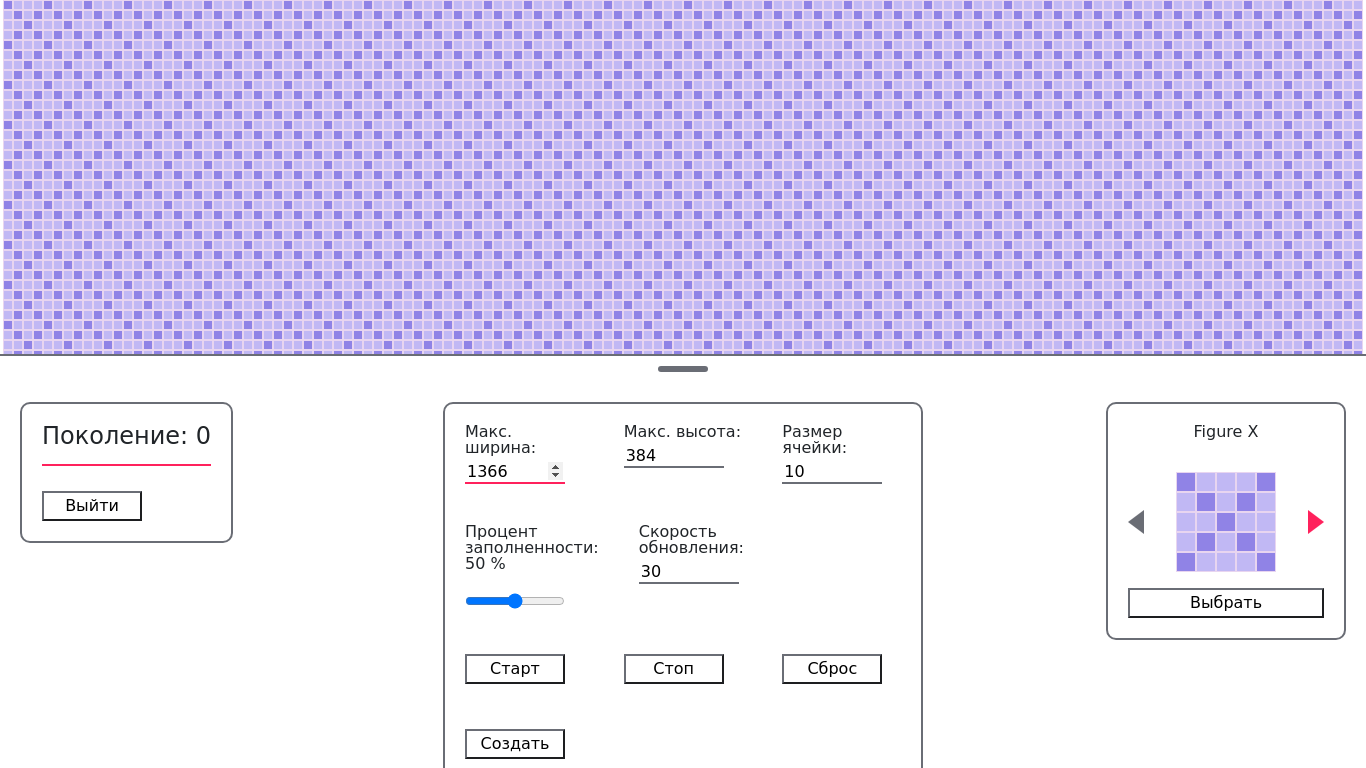 Поколение: 0
Выйти
Макс.
ширина:
1366
Макс. высота:
384
Размер
ячейки:
10
Процент
заполненности:
50 %
Скорость
обновления:
30
Старт
Стоп
Сброс
Создать
Figure X
Выбрать